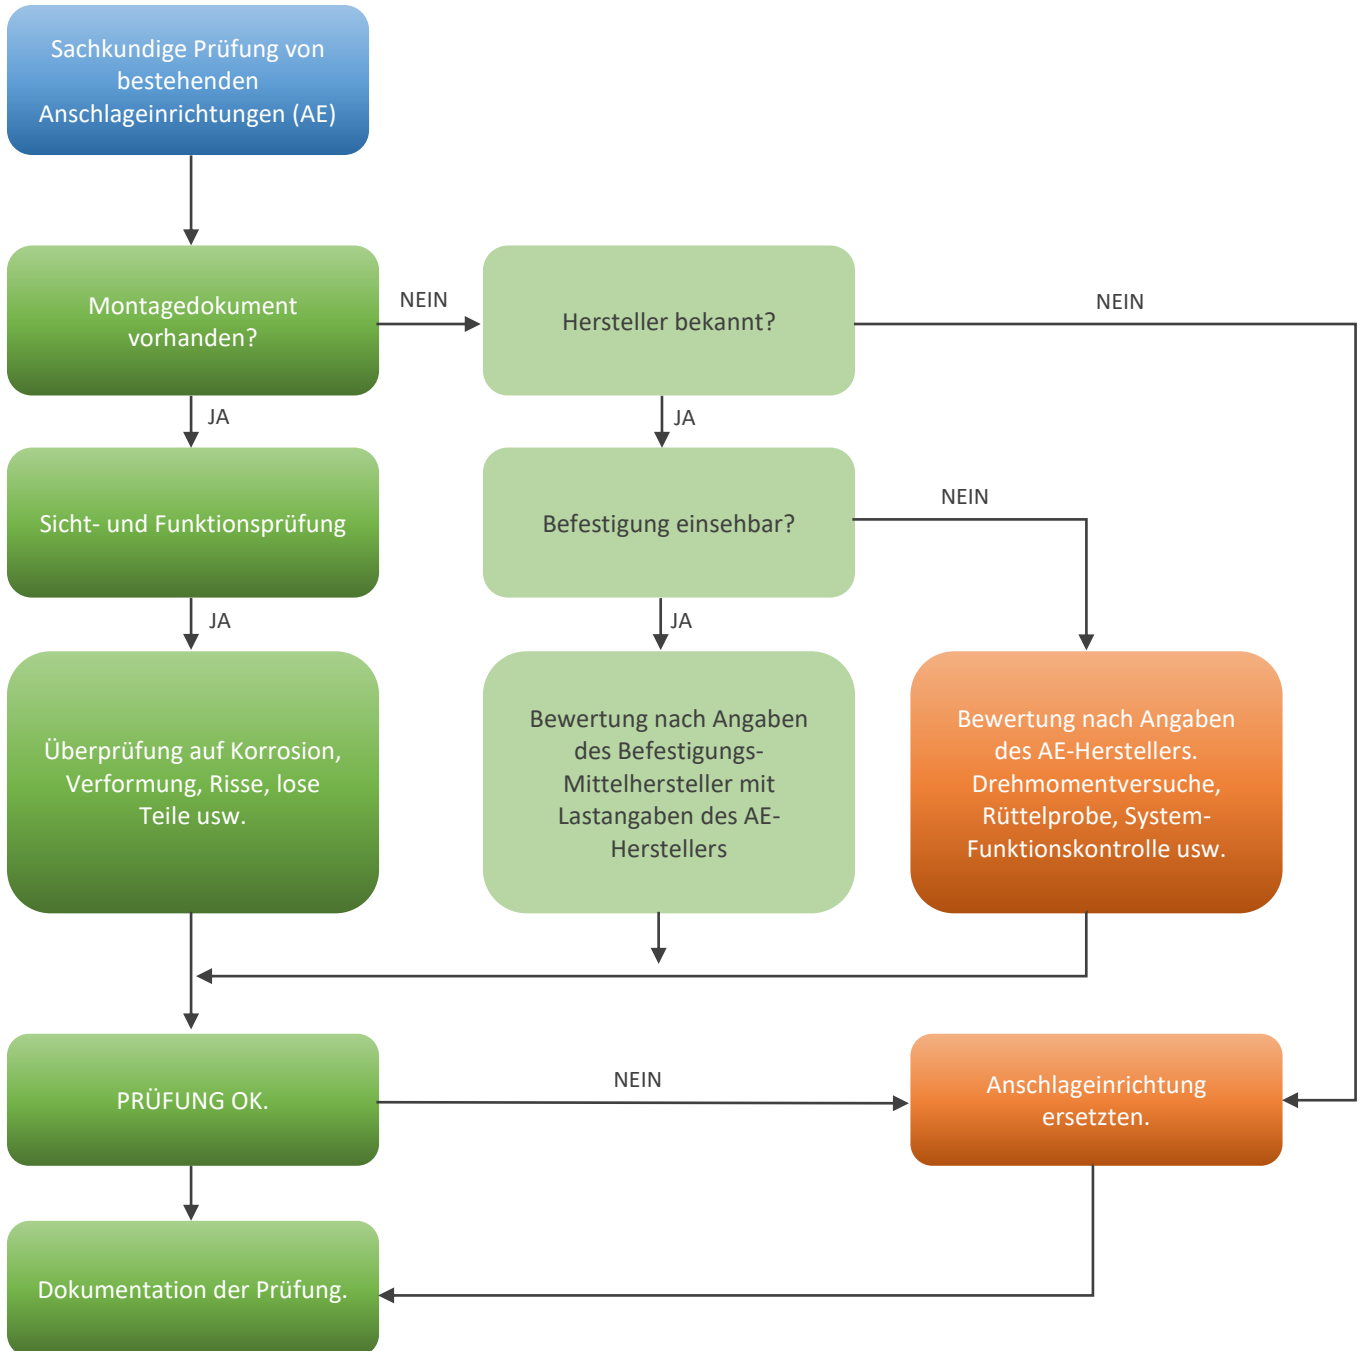 Sachkundige Prüfung von
bestehenden
Anschlageinrichtungen (AE)
Montagedokument
vorhanden?
NEIN
Hersteller bekannt?
NEIN
JA
JA
Sicht- und Funktionsprüfung
Befestigung einsehbar?
NEIN
JA
JA
Überprüfung auf Korrosion,
Verformung, Risse, lose
Teile usw.
Bewertung nach Angaben
des Befestigungs-
Mittelhersteller mit
Lastangaben des AE-
Herstellers
Bewertung nach Angaben
des AE-Herstellers.
Drehmomentversuche,
Rüttelprobe, System-
Funktionskontrolle usw.
PRÜFUNG OK.
NEIN
Anschlageinrichtung
ersetzten.
Dokumentation der Prüfung.